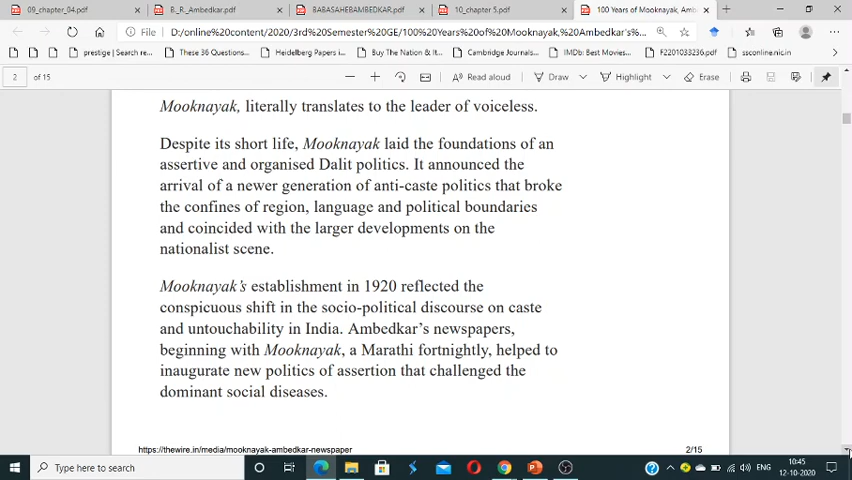 09_chapter_04.pdf
B_R_Ambedkar.pdf
BABASAHEBAMBEDKAR.pdf
10_chapter 5.pdf
100 Years of Mooknayak, Amb
File
D:/online%20content/2020/3rd%20Semester%20GE/100%20Years%20of%20Mooknayak,%20Ambedkar's%...
prestige | Search re...
These 36 Questions...
Heidelberg Papers i...
Buy The Nation & It...
Cambridge Journals...
IMDb: Best Movies...
F2201033236.pdf
ssconline.nic.in
2 of 15
Read aloud
Draw
Highlight
Erase
Mooknayak, literally translates to the leader of voiceless.
Despite its short life, Mooknayak laid the foundations of an
assertive and organised Dalit politics. It announced the
arrival of a newer generation of anti-caste politics that broke
the confines of region, language and political boundaries
and coincided with the larger developments on the
nationalist scene.
Mooknayak's establishment in 1920 reflected the
conspicuous shift in the socio-political discourse on caste
and untouchability in India. Ambedkar's newspapers,
beginning with Mooknayak, a Marathi fortnightly, helped to
inaugurate new politics of assertion that challenged the
dominant social diseases.
https://thewire.in/media/mooknayak-ambedkar-newspaper
2/15
Type here to search
ENG
10:45
12-10-2020